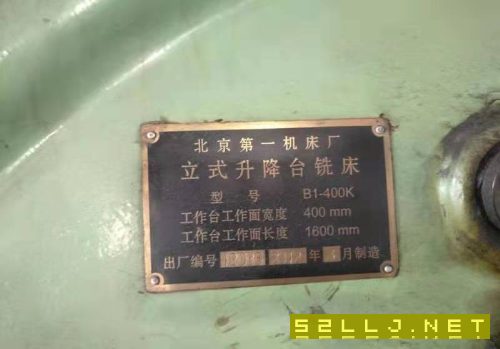 北京第一机床厂
立式升降台铣床
型号 B1-400K
工作台工作面宽度 400 mm
工作台工作面长度 1600 mm
出厂编号 年 月制造
52LLJ.NET